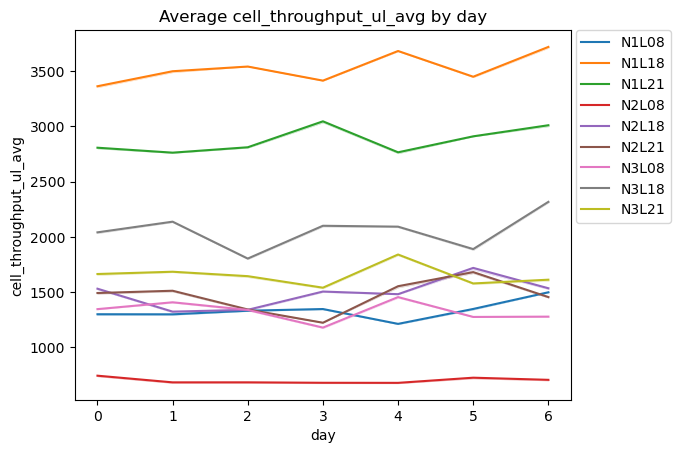 Average cell_throughput_ul_avg by day
cell_throughput_ul_avg
3500
3000
2500
2000
1500
1000
0 1 2 3 4 5 6
day
N1L08
N1L18
N1L21
N2L08
N2L18
N2L21
N3L08
N3L18
N3L21